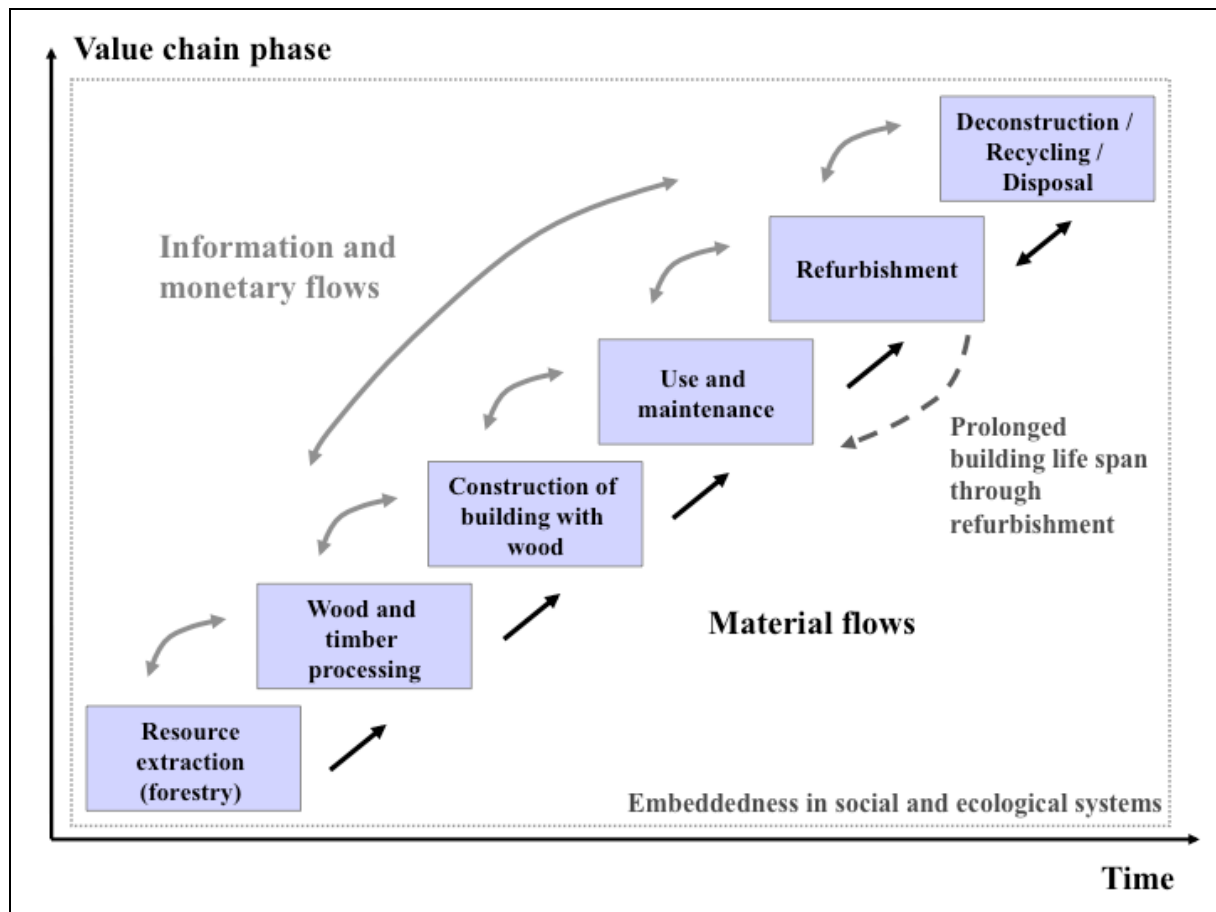 Value chain phase
Deconstruction /
Recycling /
Disposal
Information and
monetary flows
Refurbishment
Use and
maintenance
Prolonged
building life span
through
refurbishment
Construction of
building with
wood
Wood and
timber
processing
Material flows
Resource
extraction
(forestry)
Embeddedness in social and ecological systems
Time